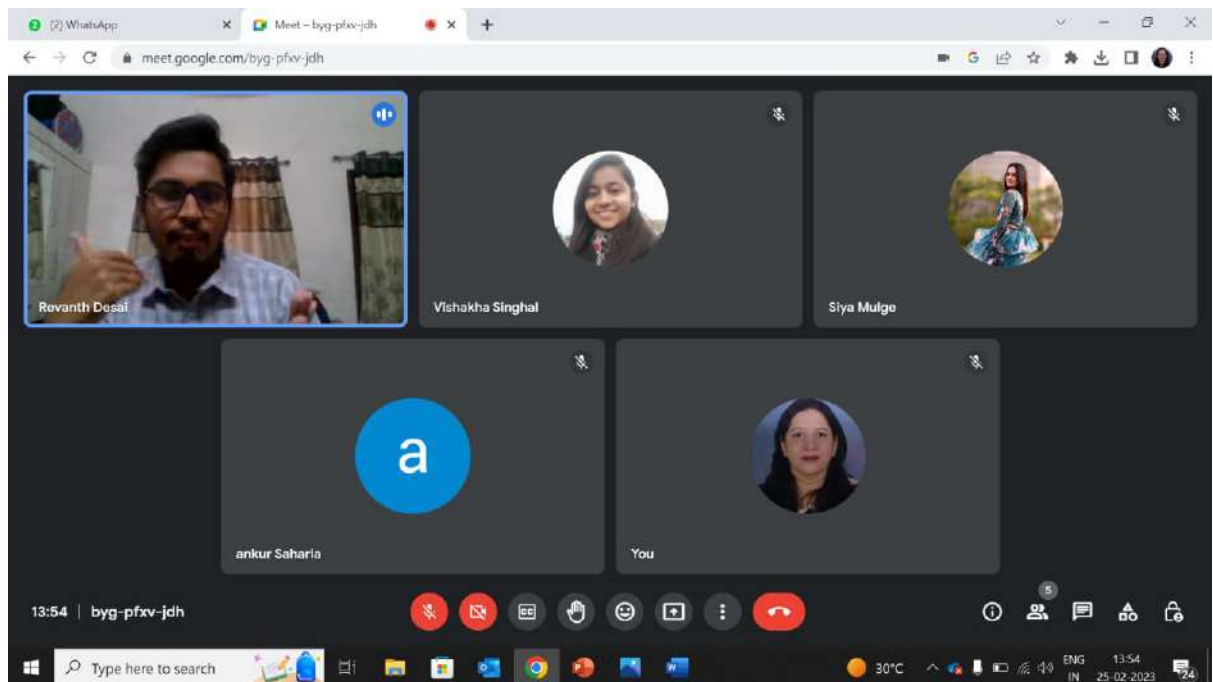 (2) WhatsApp
Meet – byg-pfxv-jdh
meet.google.com/byg-pfxv-jdh
Revanth Desai
Vishakha Singhal
Siya Mulge
a
ankur Saharia
You
13:54 | byg-pfxv-jdh
5
Type here to search
30°C
ENG
IN
13:54
25-02-2023
24